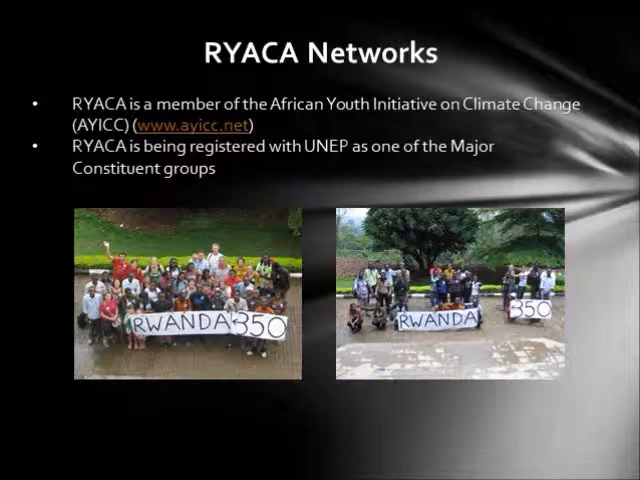 RYACA Networks
• RYACA is a member of the African Youth Initiative on Climate Change
(AYICC) (www.ayicc.net)
• RYACA is being registered with UNEP as one of the Major
Constituent groups
RWANDA 350
RWANDA 350